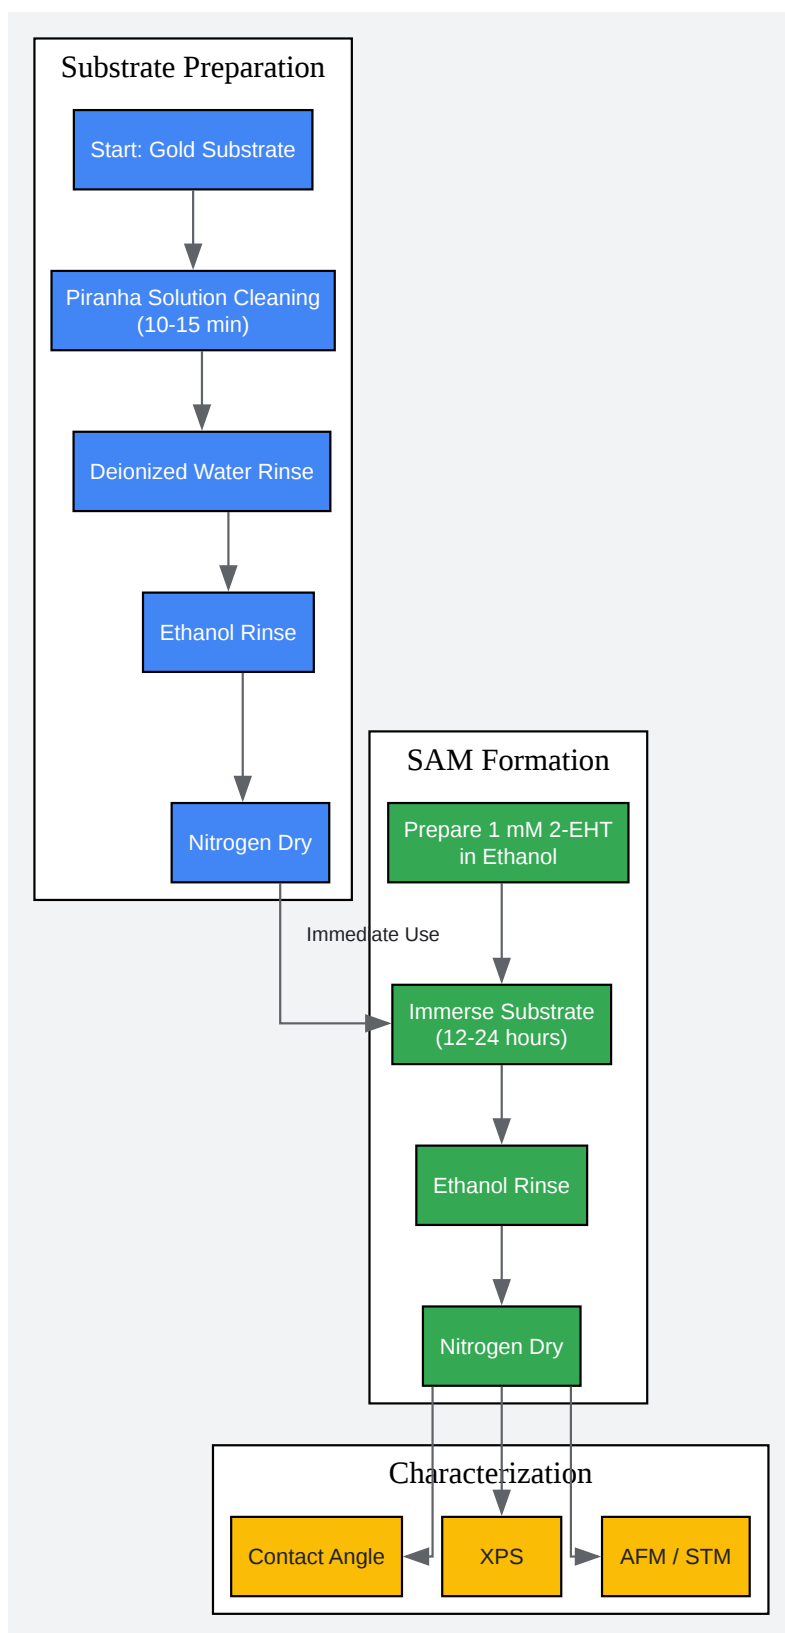 Substrate Preparation
Start: Gold Substrate
Piranha Solution Cleaning
(10-15 min)
Deionized Water Rinse
Ethanol Rinse
Nitrogen Dry
SAM Formation
Prepare 1 mM 2-EHT
in Ethanol
Immediate Use
Immerse Substrate
(12-24 hours)
Ethanol Rinse
Nitrogen Dry
Characterization
Contact Angle
XPS
AFM / STM